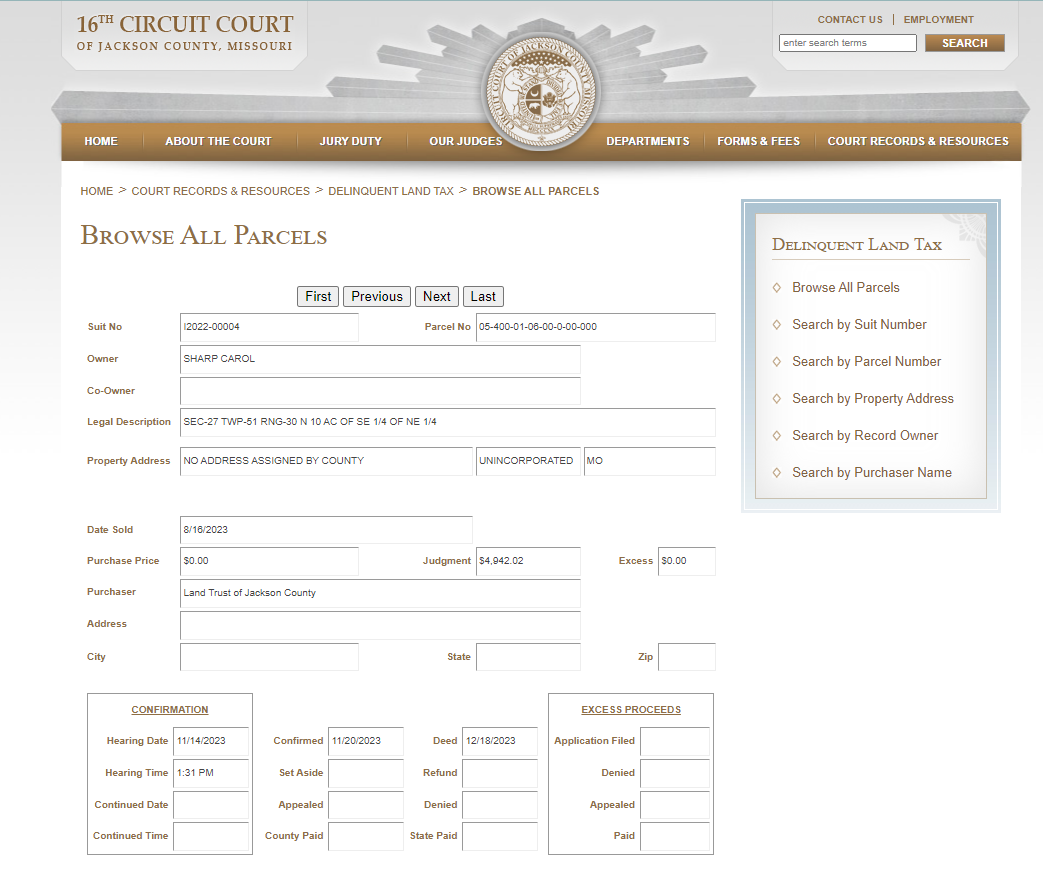 16TH CIRCUIT COURT
OF JACKSON COUNTY, MISSOURI
CONTACT US | EMPLOYMENT
enter search terms SEARCH
HOME ABOUT THE COURT JURY DUTY OUR JUDGES DEPARTMENTS FORMS & FEES COURT RECORDS & RESOURCES
HOME > COURT RECORDS & RESOURCES > DELINQUENT LAND TAX > BROWSE ALL PARCELS
BROWSE ALL PARCELS
First Previous Next Last
Suit No I2022-00004 Parcel No 05-400-01-06-00-0-00-000
Owner SHARP CAROL
Co-Owner
Legal Description SEC-27 TWP-51 RNG-30 N 10 AC OF SE 1/4 OF NE 1/4
Property Address NO ADDRESS ASSIGNED BY COUNTY UNINCORPORATED MO
Date Sold 8/16/2023
Purchase Price $0.00 Judgment $4,942.02 Excess $0.00
Purchaser Land Trust of Jackson County
Address
City State Zip
CONFIRMATION EXCESS PROCEEDS
Hearing Date 11/14/2023 Confirmed 11/20/2023 Deed 12/18/2023 Application Filed
Hearing Time 1:31 PM Set Aside Refund Denied
Continued Date Appealed Denied Appealed
Continued Time County Paid State Paid Paid
DELINQUENT LAND TAX
Browse All Parcels
Search by Suit Number
Search by Parcel Number
Search by Property Address
Search by Record Owner
Search by Purchaser Name